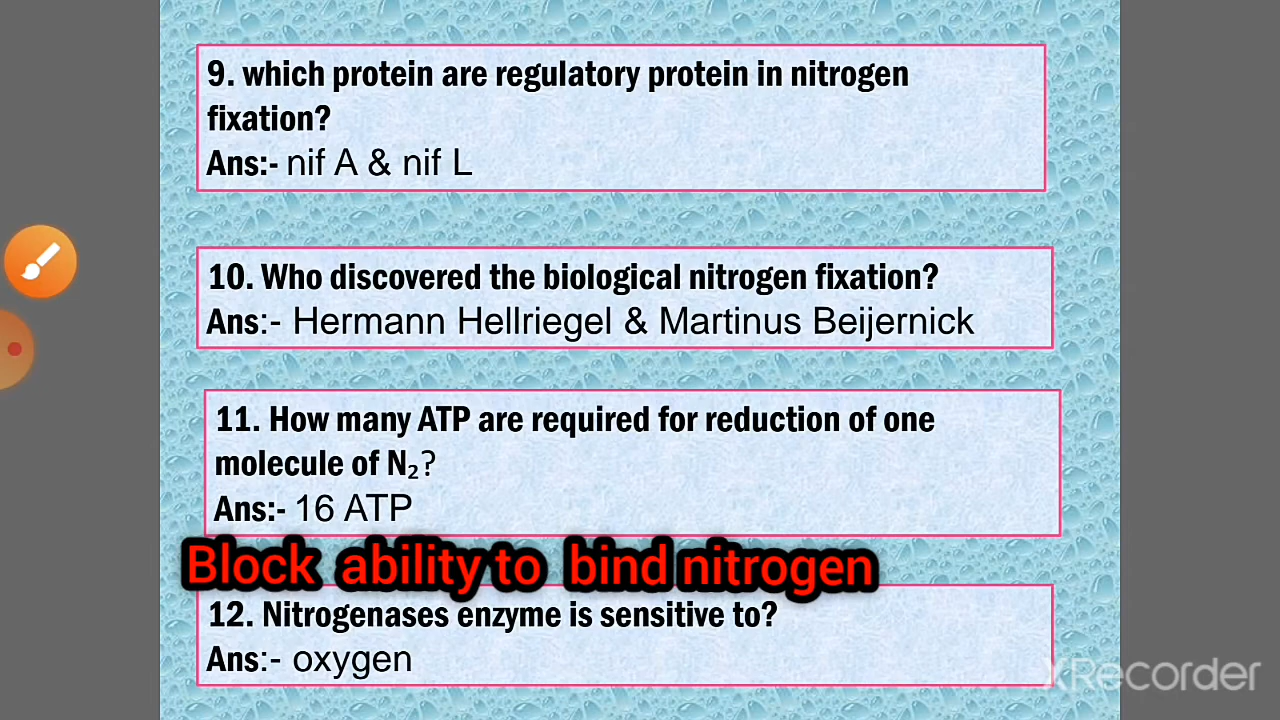 9. which protein are regulatory protein in nitrogen
fixation?
Ans:- nif A & nif L
10. Who discovered the biological nitrogen fixation?
Ans:- Hermann Hellriegel & Martinus Beijernick
11. How many ATP are required for reduction of one
molecule of N₂?
Ans:- 16 ATP
Block ability to bind nitrogen
12. Nitrogenases enzyme is sensitive to?
Ans:- oxygen
XRecorder